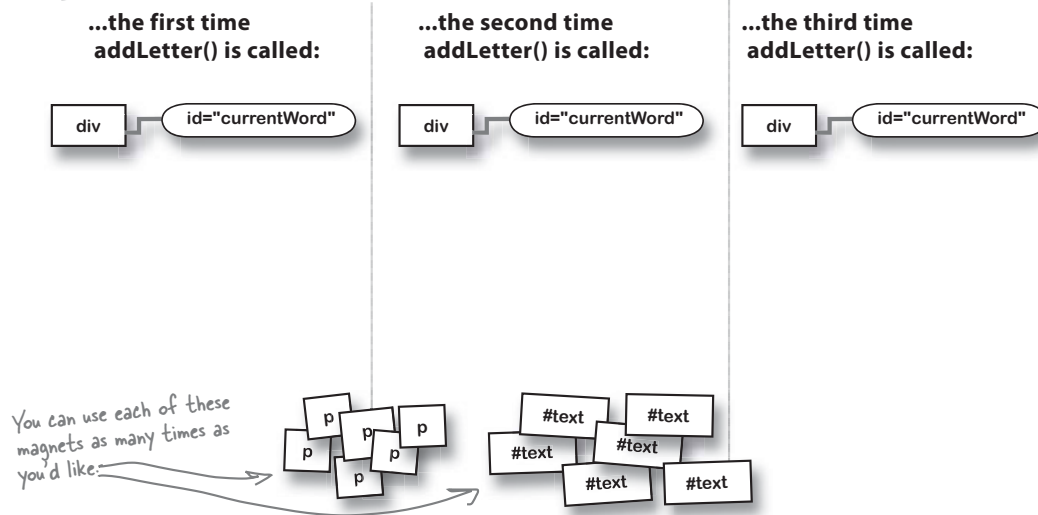 ...the first time
addLetter() is called:
...the second time
addLetter() is called:
...the third time
addLetter() is called:
div
id="currentWord"
div
id="currentWord"
div
id="currentWord"
You can use each of these
magnets as many times as
you'd like.
p
p
p
p
p
p
#text
#text
#text
#text
#text
#text